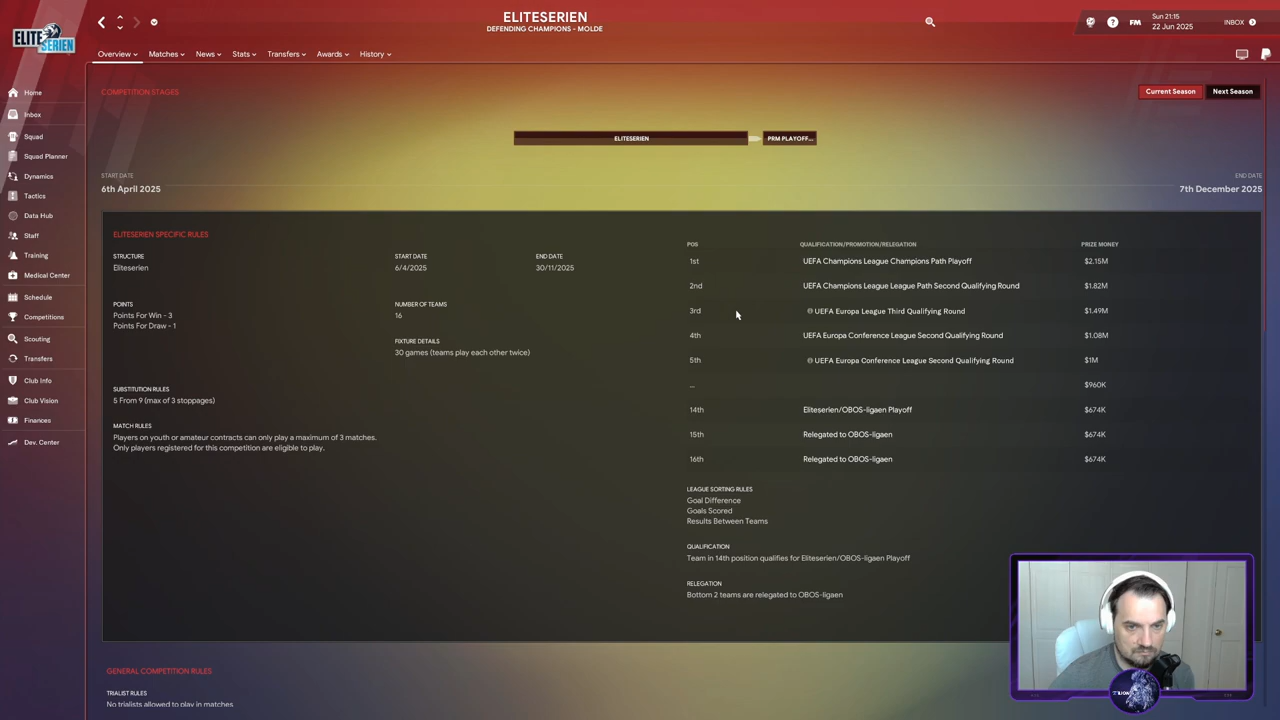 ELITESERIEN
DEFENDING CHAMPIONS - MOLDE
ELITE
SERIEN
FM
Sun 21:15
22 Jun 2025
INBOX
Overview
Matches
News
Stats
Transfers
Awards
History
Home
Inbox
Squad
Squad Planner
Dynamics
Tactics
Data Hub
Staff
Training
Medical Center
Schedule
Competitions
Scouting
Transfers
Club Info
Club Vision
Finances
Dev. Center
COMPETITION STAGES
Current Season
Next Season
ELITESERIEN
PRM PLAYOFF...
START DATE
6th April 2025
END DATE
7th December 2025
ELITESERIEN SPECIFIC RULES
STRUCTURE
Eliteserien
START DATE
6/4/2025
END DATE
30/11/2025
POINTS
Points For Win - 3
Points For Draw - 1
NUMBER OF TEAMS
16
FIXTURE DETAILS
30 games (teams play each other twice)
SUBSTITUTION RULES
5 From 9 (max of 3 stoppages)
MATCH RULES
Players on youth or amateur contracts can only play a maximum of 3 matches.
Only players registered for this competition are eligible to play.
POS QUALIFICATION/PROMOTION/RELEGATION PRIZE MONEY
1st UEFA Champions League Champions Path Playoff $2.15M
2nd UEFA Champions League League Path Second Qualifying Round $1.82M
3rd UEFA Europa League Third Qualifying Round $1.49M
4th UEFA Europa Conference League Second Qualifying Round $1.08M
5th UEFA Europa Conference League Second Qualifying Round $1M
... $960K
14th Eliteserien/OBOS-ligaen Playoff $674K
15th Relegated to OBOS-ligaen $674K
16th Relegated to OBOS-ligaen $674K
LEAGUE SORTING RULES
Goal Difference
Goals Scored
Results Between Teams
QUALIFICATION
Team in 14th position qualifies for Eliteserien/OBOS-ligaen Playoff
RELEGATION
Bottom 2 teams are relegated to OBOS-ligaen
GENERAL COMPETITION RULES
TRIALIST RULES
No trialists allowed to play in matches